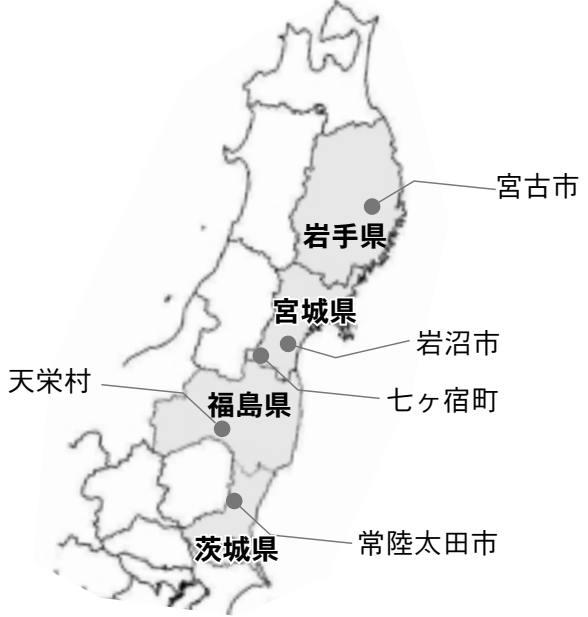 宮古市
岩手県
宮城県
岩沼市
天栄村
七ヶ宿町
福島県
常陸太田市
茨城県